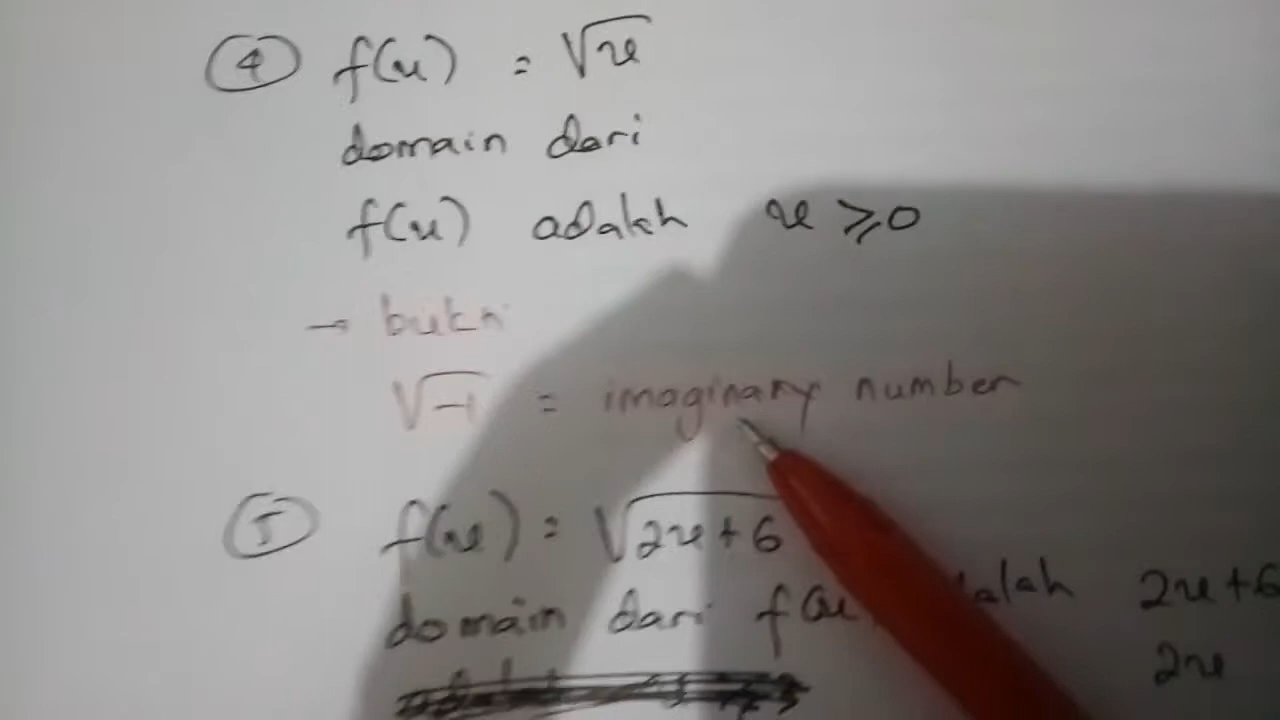 ④ f(x) = √x
domain dari
f(x) adalah x ⩾ 0
→ bukti
√-1 = imaginary number
⑤ f(x) = √2x+6
domain dari f(x) adalah 2x+6
2x